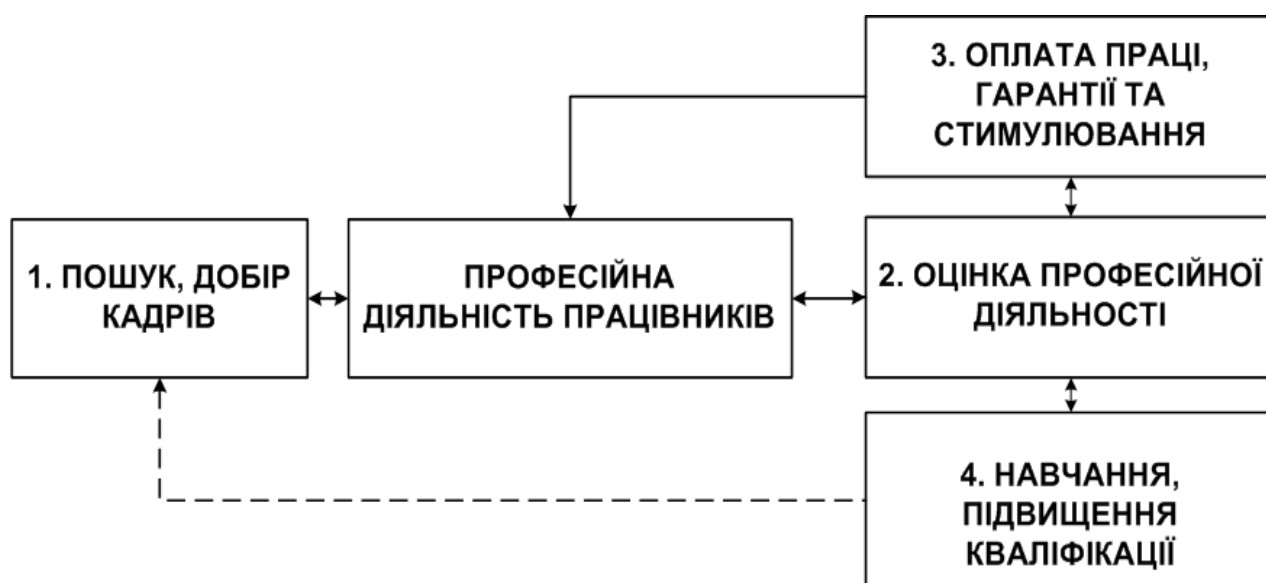 3. ОПЛАТА ПРАЦІ,
ГАРАНТІЇ ТА
СТИМУЛЮВАННЯ
1. ПОШУК, ДОБІР
КАДРІВ
ПРОФЕСІЙНА
ДІЯЛЬНІСТЬ ПРАЦІВНИКІВ
2. ОЦІНКА ПРОФЕСІЙНОЇ
ДІЯЛЬНОСТІ
4. НАВЧАННЯ,
ПІДВИЩЕННЯ
КВАЛІФІКАЦІЇ